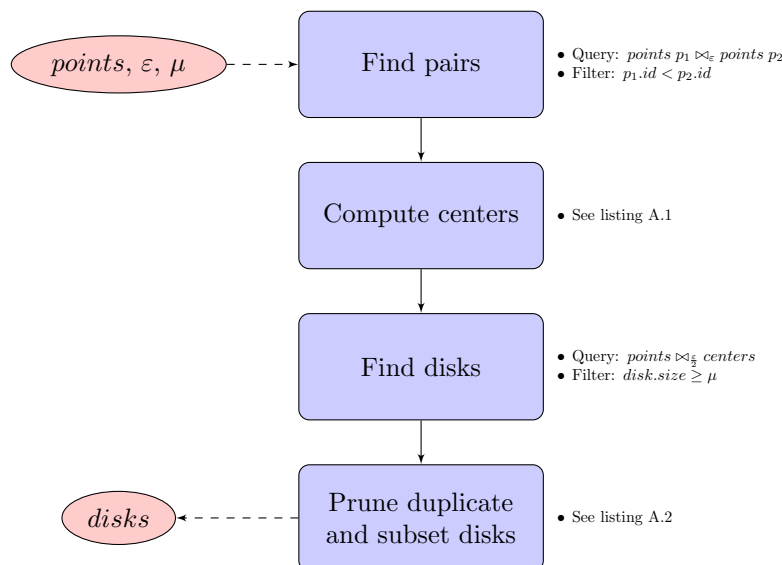 points, ε, μ
Find pairs
• Query: points p₁ ⋈_ε points p₂
• Filter: p₁.id < p₂.id
Compute centers
• See listing A.1
Find disks
• Query: points ⋈_{ε/2} centers
• Filter: disk.size ≥ μ
Prune duplicate
and subset disks
• See listing A.2
disks